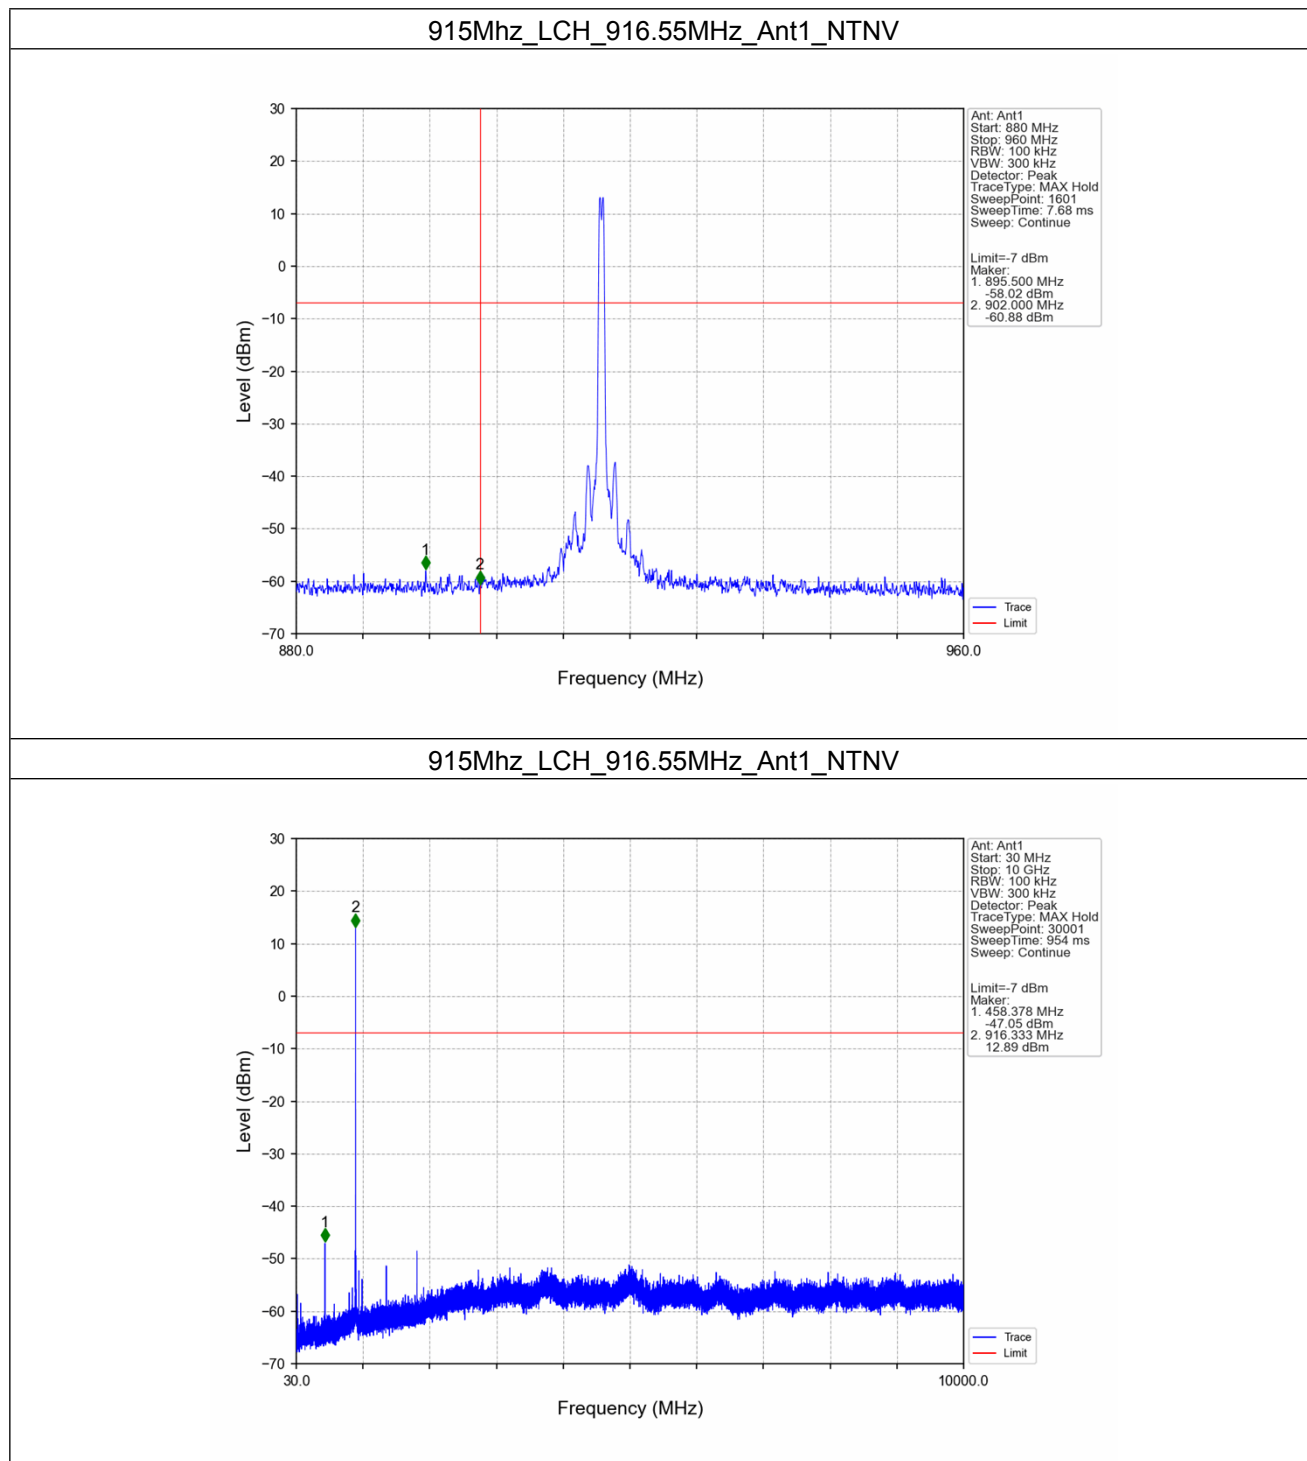 915Mhz_LCH_916.55MHz_Ant1_NTNV
30
20
10
0
−10
−20
−30
−40
−50
−60
−70
Level (dBm)
1
2
880.0
960.0
Frequency (MHz)
Ant: Ant1
Start: 880 MHz
Stop: 960 MHz
RBW: 100 kHz
VBW: 300 kHz
Detector: Peak
TraceType: MAX Hold
SweepPoint: 1601
SweepTime: 7.68 ms
Sweep: Continue
Limit=-7 dBm
Maker:
1. 895.500 MHz
-58.02 dBm
2. 902.000 MHz
-60.88 dBm
Trace
Limit
915Mhz_LCH_916.55MHz_Ant1_NTNV
30
20
10
0
−10
−20
−30
−40
−50
−60
−70
Level (dBm)
2
1
30.0
10000.0
Frequency (MHz)
Ant: Ant1
Start: 30 MHz
Stop: 10 GHz
RBW: 100 kHz
VBW: 300 kHz
Detector: Peak
TraceType: MAX Hold
SweepPoint: 30001
SweepTime: 954 ms
Sweep: Continue
Limit=-7 dBm
Maker:
1. 458.378 MHz
-47.05 dBm
2. 916.333 MHz
12.89 dBm
Trace
Limit